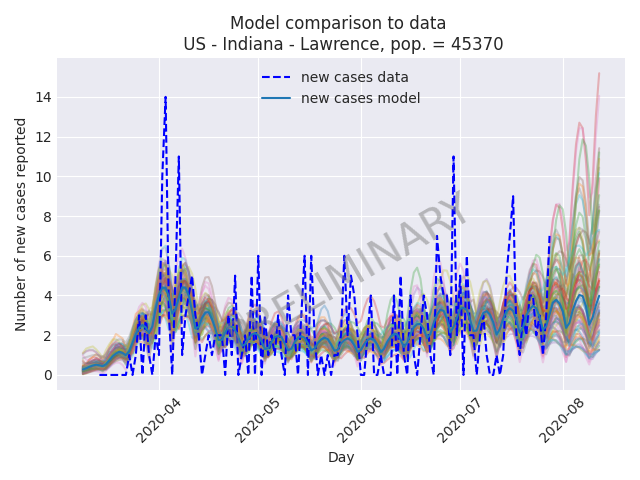 Model comparison to data
US - Indiana - Lawrence, pop. = 45370
new cases data
new cases model
Number of new cases reported
14
12
10
8
6
4
2
0
2020-04
2020-05
2020-06
2020-07
2020-08
Day